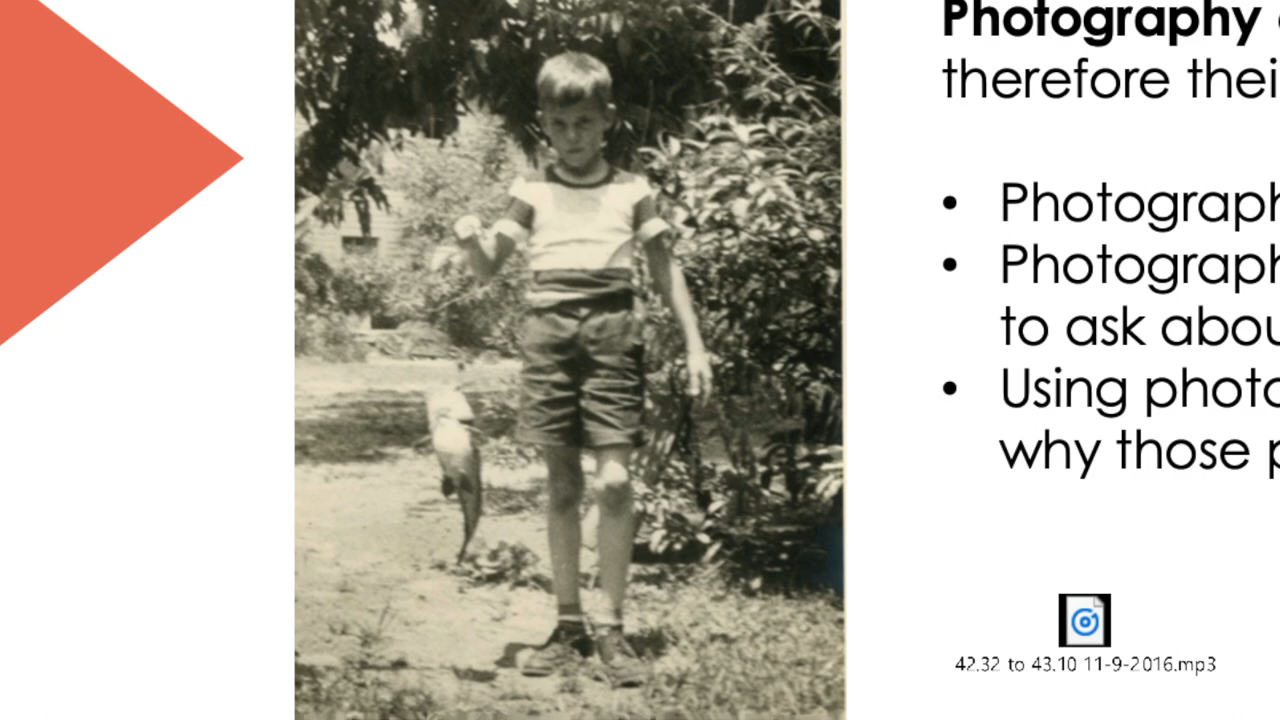 Photography
therefore thei
• Photograph
• Photograph
to ask abou
• Using photo
why those p
42.32 to 43.10 11-9-2016.mp3